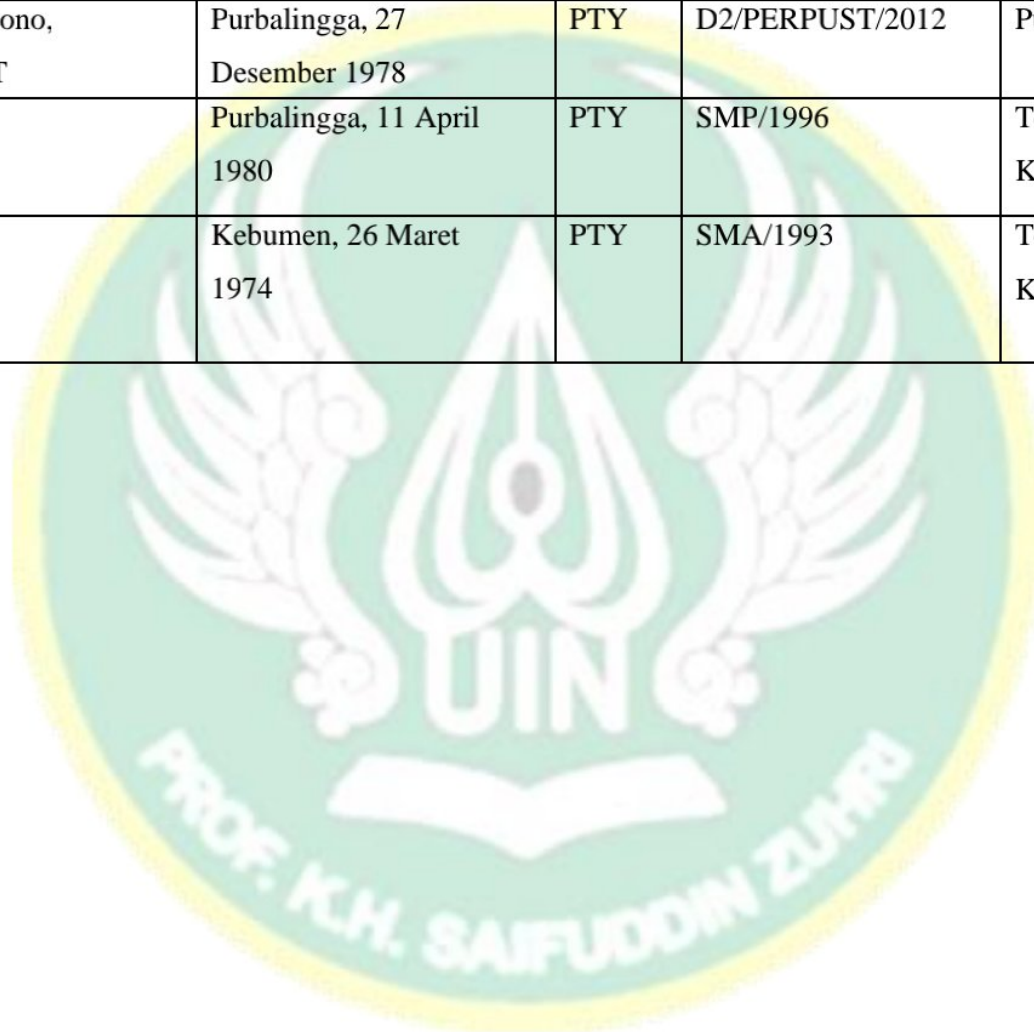 ono,
Purbalingga, 27
Desember 1978
PTY
D2/PERPUST/2012
P
T
Purbalingga, 11 April
1980
PTY
SMP/1996
T
K
Kebumen, 26 Maret
1974
PTY
SMA/1993
T
K
UIN
PROF. K.H. SAIFUDDIN ZUHRI